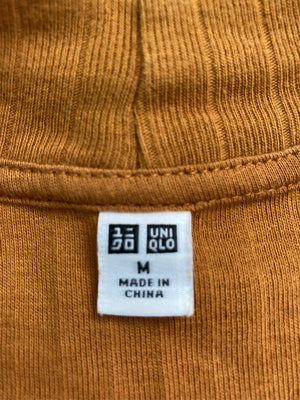 ユニ UNI
クロ QLO
M
MADE IN
CHINA